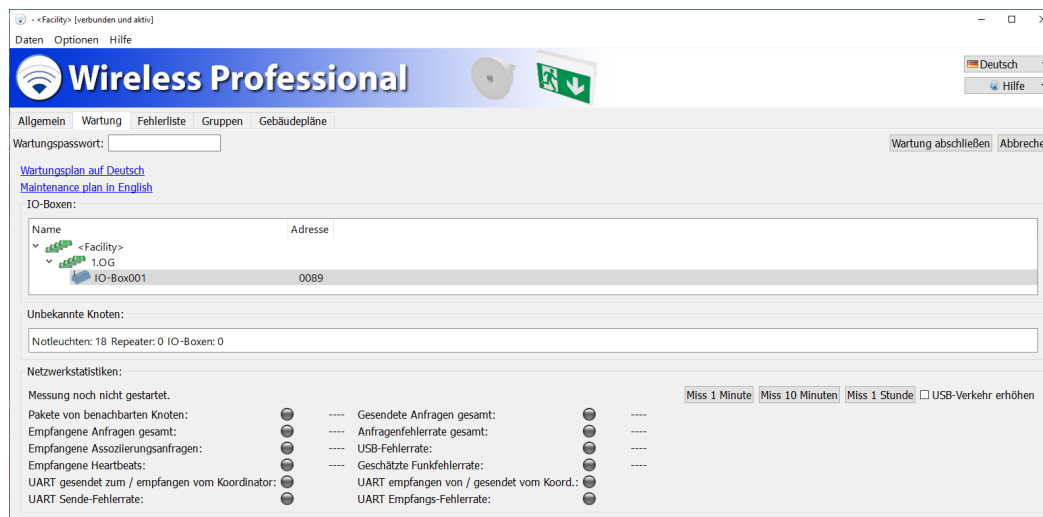 - <Facility> [verbunden und aktiv]
Daten Optionen Hilfe
Wireless Professional
Deutsch
Hilfe
Allgemein Wartung Fehlerliste Gruppen Gebäudepläne
Wartungspasswort: Wartung abschließen Abbreche
Wartungsplan auf Deutsch
Maintenance plan in English
IO-Boxen:
Name Adresse
<Facility>
1.OG
IO-Box001 0089
Unbekannte Knoten:
Notleuchten: 18 Repeater: 0 IO-Boxen: 0
Netzwerkstatistiken:
Messung noch nicht gestartet. Miss 1 Minute Miss 10 Minuten Miss 1 Stunde USB-Verkehr erhöhen
Pakete von benachbarten Knoten: ---- Gesendete Anfragen gesamt: ----
Empfangene Anfragen gesamt: ---- Anfragenfehlerrate gesamt: ----
Empfangene Assoziierungsanfragen: ---- USB-Fehlerrate: ----
Empfangene Heartbeats: ---- Geschätzte Funkfehlerrate: ----
UART gesendet zum / empfangen vom Koordinator: UART empfangen von / gesendet vom Koord.:
UART Sende-Fehlerrate: UART Empfangs-Fehlerrate: